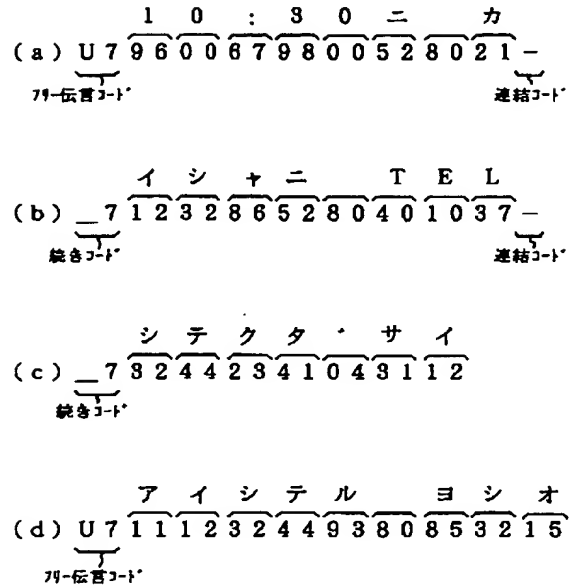 1 0 : 3 0 ニ カ
(a) U 7 9 6 0 0 6 7 9 8 0 0 5 2 8 0 2 1 -
フリー伝言コード 連結コード
イ シ ャ ニ T E L
(b) _ 7 1 2 3 2 8 6 5 2 8 0 4 0 1 0 3 7 -
続きコード 連結コード
シ テ ク タ ゛ サ イ
(c) _ 7 3 2 4 4 2 3 4 1 0 4 3 1 1 2
続きコード
ア イ シ テ ル ヨ シ オ
(d) U 7 1 1 1 2 3 2 4 4 9 3 8 0 8 5 3 2 1 5
フリー伝言コード